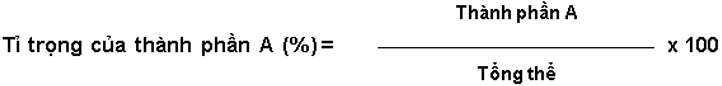 Thành phần A
Tỉ trọng của thành phần A (%) = x 100
Tổng thể